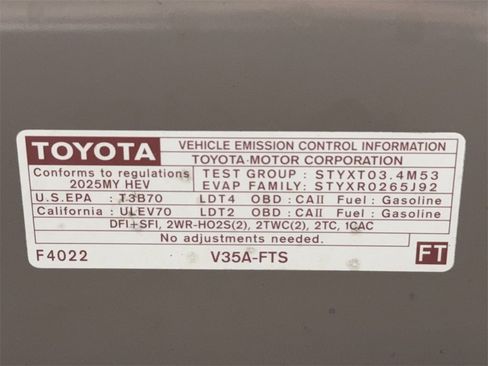 TOYOTA VEHICLE EMISSION CONTROL INFORMATION
TOYOTA MOTOR CORPORATION
Conforms to regulations TEST GROUP : STYXT03.4M53
2025MY HEV EVAP FAMILY: STYXR0265J92
U.S.EPA : T3B70 LDT4 OBD : CAII Fuel : Gasoline
California : ULEV70 LDT2 OBD : CAII Fuel : Gasoline
DFI+SFI, 2WR-HO2S(2), 2TWC(2), 2TC, 1CAC
No adjustments needed.
F4022 V35A-FTS FT